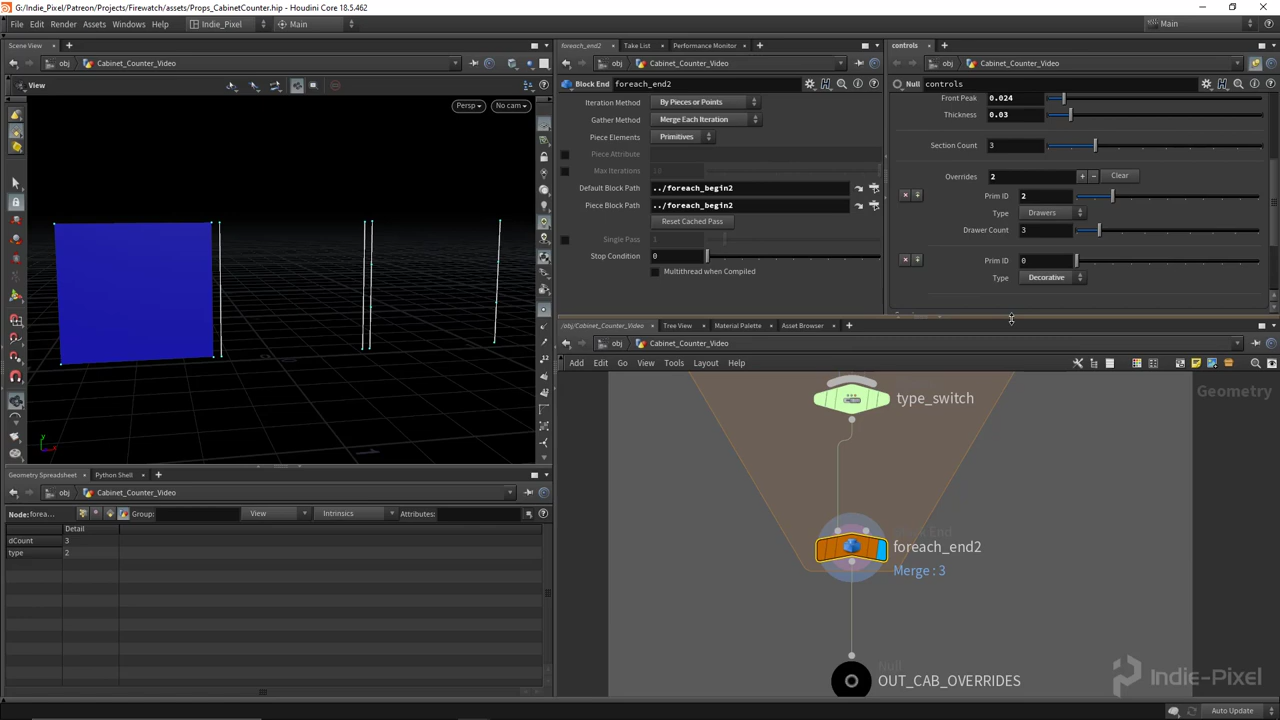 G:/Indie_Pixel/Patreon/Projects/Firewatch/assets/Props_CabinetCounter.hip - Houdini Core 18.5.462
File Edit Render Assets Windows Help Indie_Pixel Main Main
Scene View
obj Cabinet_Counter_Video
View
Persp No cam
foreach_end2 Take List Performance Monitor
obj Cabinet_Counter_Video
Block End foreach_end2
Iteration Method By Pieces or Points
Gather Method Merge Each Iteration
Piece Elements Primitives
Piece Attribute
Max Iterations 10
Default Block Path ../foreach_begin2
Piece Block Path ../foreach_begin2
Reset Cached Pass
Single Pass 1
Stop Condition 0
Multithread when Compiled
controls
obj Cabinet_Counter_Video
Null controls
Front Peak 0.024
Thickness 0.03
Section Count 3
Overrides 2 + − Clear
Prim ID 2
Type Drawers
Drawer Count 3
Prim ID 0
Type Decorative
/obj/Cabinet_Counter_Video Tree View Material Palette Asset Browser
obj Cabinet_Counter_Video
Add Edit Go View Tools Layout Help
Geometry
type_switch
Block End
foreach_end2
Merge : 3
Null
OUT_CAB_OVERRIDES
Indie-Pixel
Geometry Spreadsheet Python Shell
obj Cabinet_Counter_Video
Node: forea... Group: View Intrinsics Attributes:
Detail
dCount 3
type 2
Auto Update